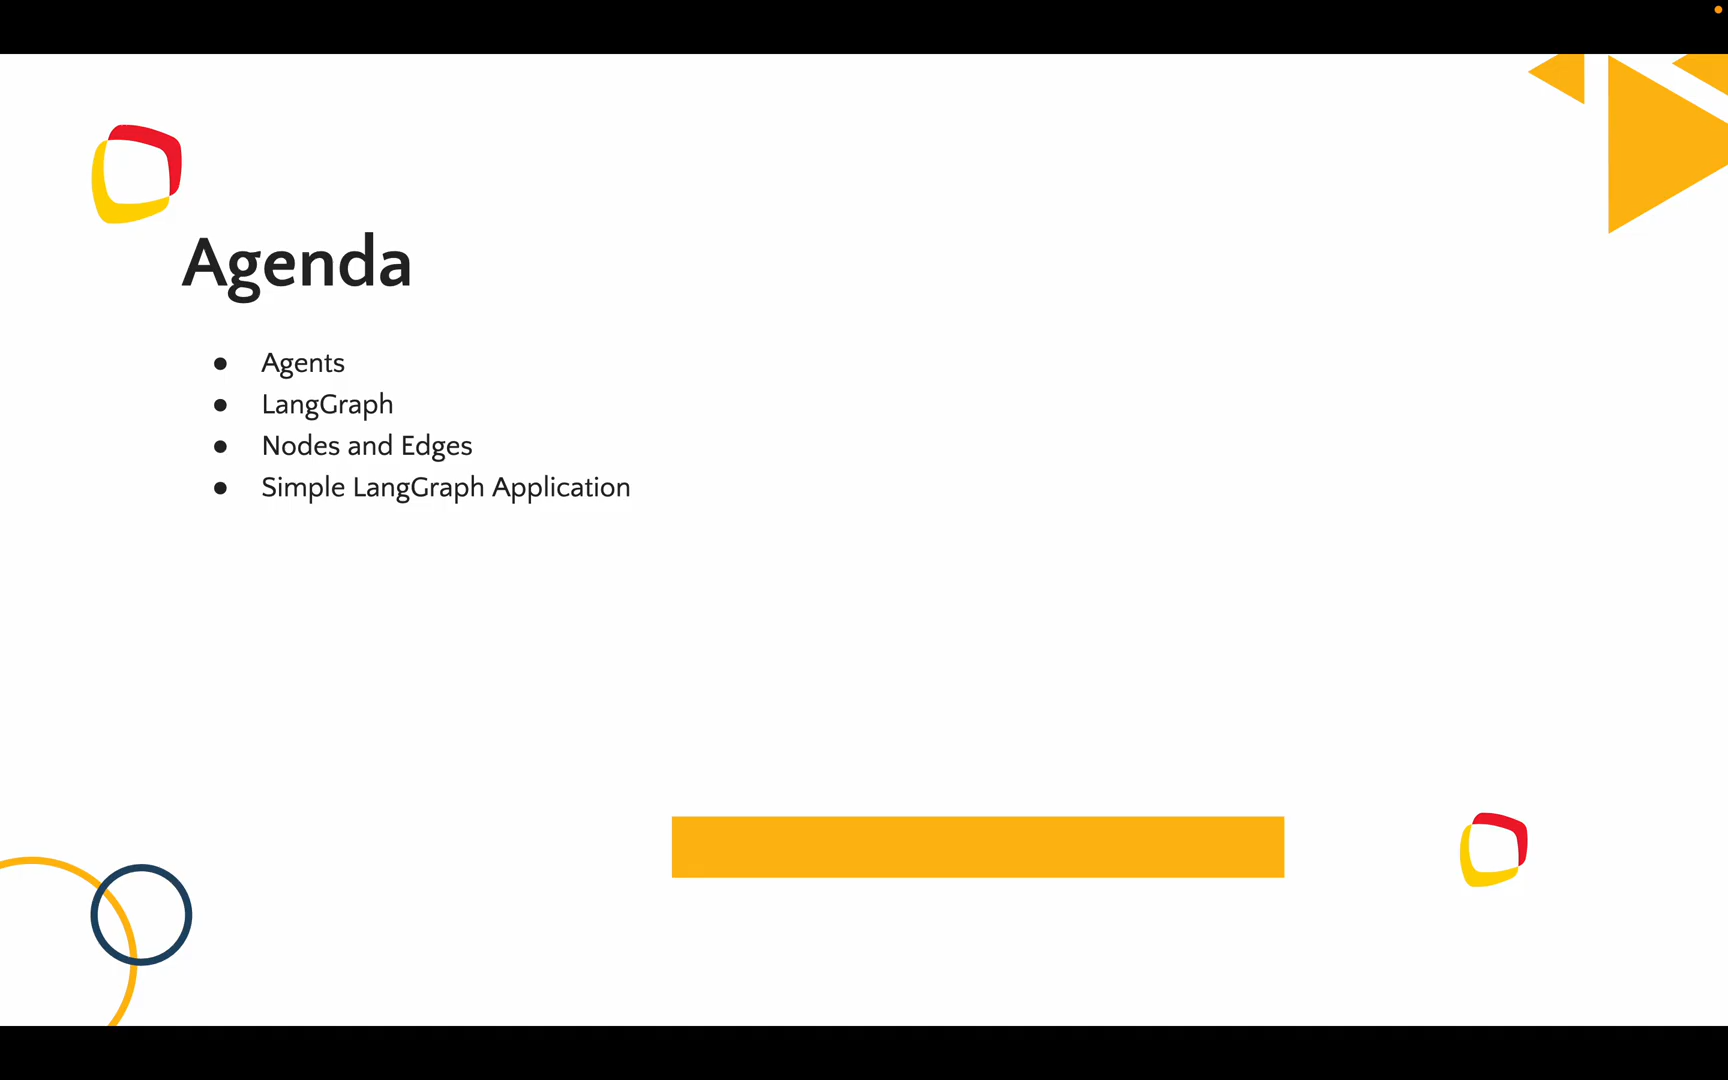 Agenda
● Agents
● LangGraph
● Nodes and Edges
● Simple LangGraph Application